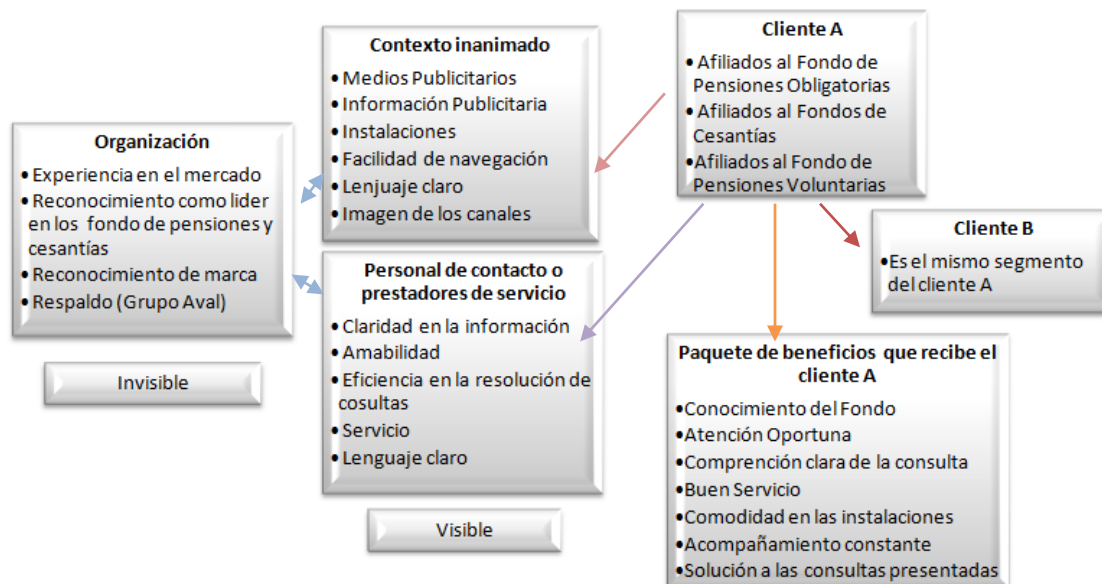 Organización
• Experiencia en el mercado
• Reconocimiento como lider
en los fondo de pensiones y
cesantías
• Reconocimiento de marca
• Respaldo (Grupo Aval)
Invisible
Contexto inanimado
• Medios Publicitarios
• Información Publicitaria
• Instalaciones
• Facilidad de navegación
• Lenjuaje claro
• Imagen de los canales
Personal de contacto o
prestadores de servicio
• Claridad en la información
• Amabilidad
• Eficiencia en la resolución de
cosultas
• Servicio
• Lenguaje claro
Visible
Cliente A
• Afiliados al Fondo de
Pensiones Obligatorias
• Afiliados al Fondos de
Cesantías
• Afiliados al Fondo de
Pensiones Voluntarias
Cliente B
• Es el mismo segmento
del cliente A
Paquete de beneficios que recibe el
cliente A
• Conocimiento del Fondo
• Atención Oportuna
• Comprención clara de la consulta
• Buen Servicio
• Comodidad en las instalaciones
• Acompañamiento constante
• Solución a las consultas presentadas